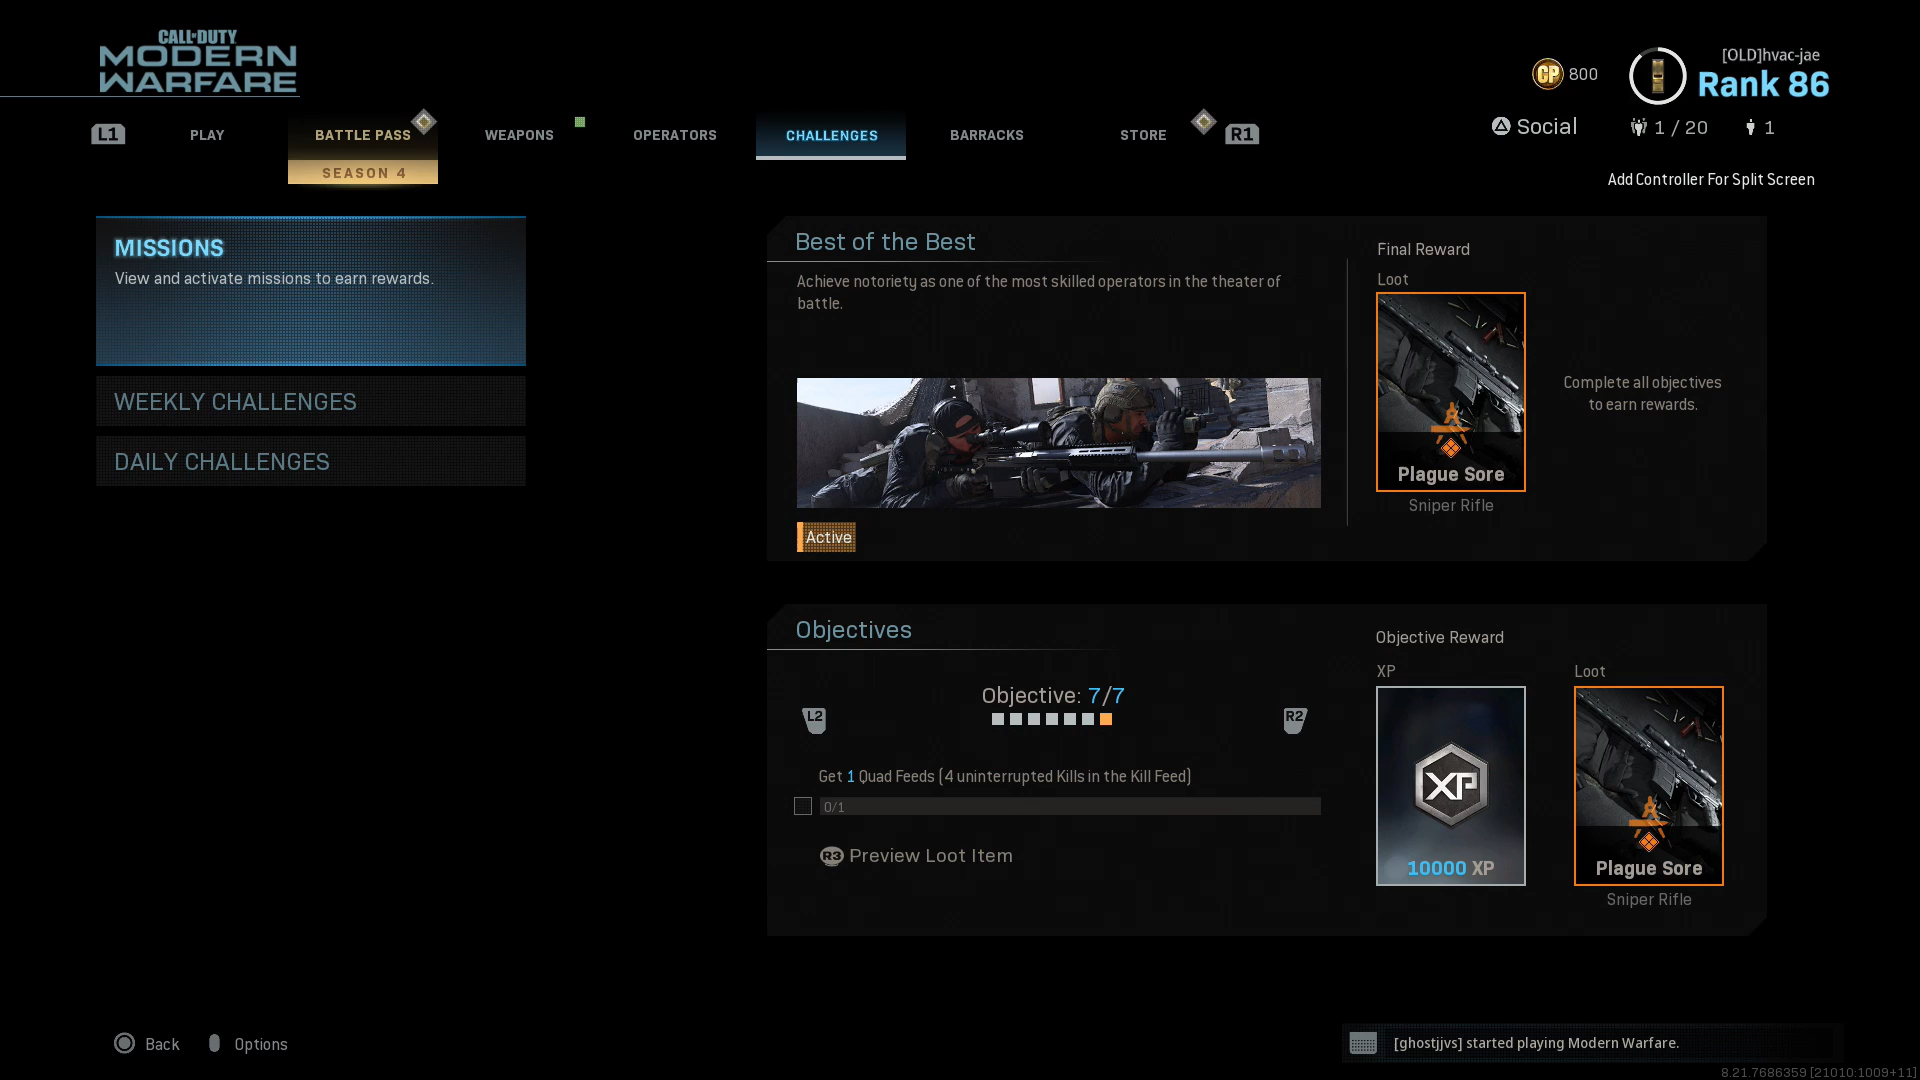 CALL OF DUTY
MODERN
WARFARE
CP 800
[OLD]hvac-jae
Rank 86
L1
PLAY
BATTLE PASS
SEASON 4
WEAPONS
OPERATORS
CHALLENGES
BARRACKS
STORE
R1
Social
1 / 20
1
Add Controller For Split Screen
MISSIONS
View and activate missions to earn rewards.
WEEKLY CHALLENGES
DAILY CHALLENGES
Best of the Best
Achieve notoriety as one of the most skilled operators in the theater of
battle.
Active
Final Reward
Loot
Plague Sore
Sniper Rifle
Complete all objectives
to earn rewards.
Objectives
Objective: 7/7
L2
R2
Get 1 Quad Feeds (4 uninterrupted Kills in the Kill Feed)
0/1
R3 Preview Loot Item
Objective Reward
XP
XP
10000 XP
Loot
Plague Sore
Sniper Rifle
Back
Options
[ghostjjvs] started playing Modern Warfare.
8.21.7686359 [21010:1009+11]